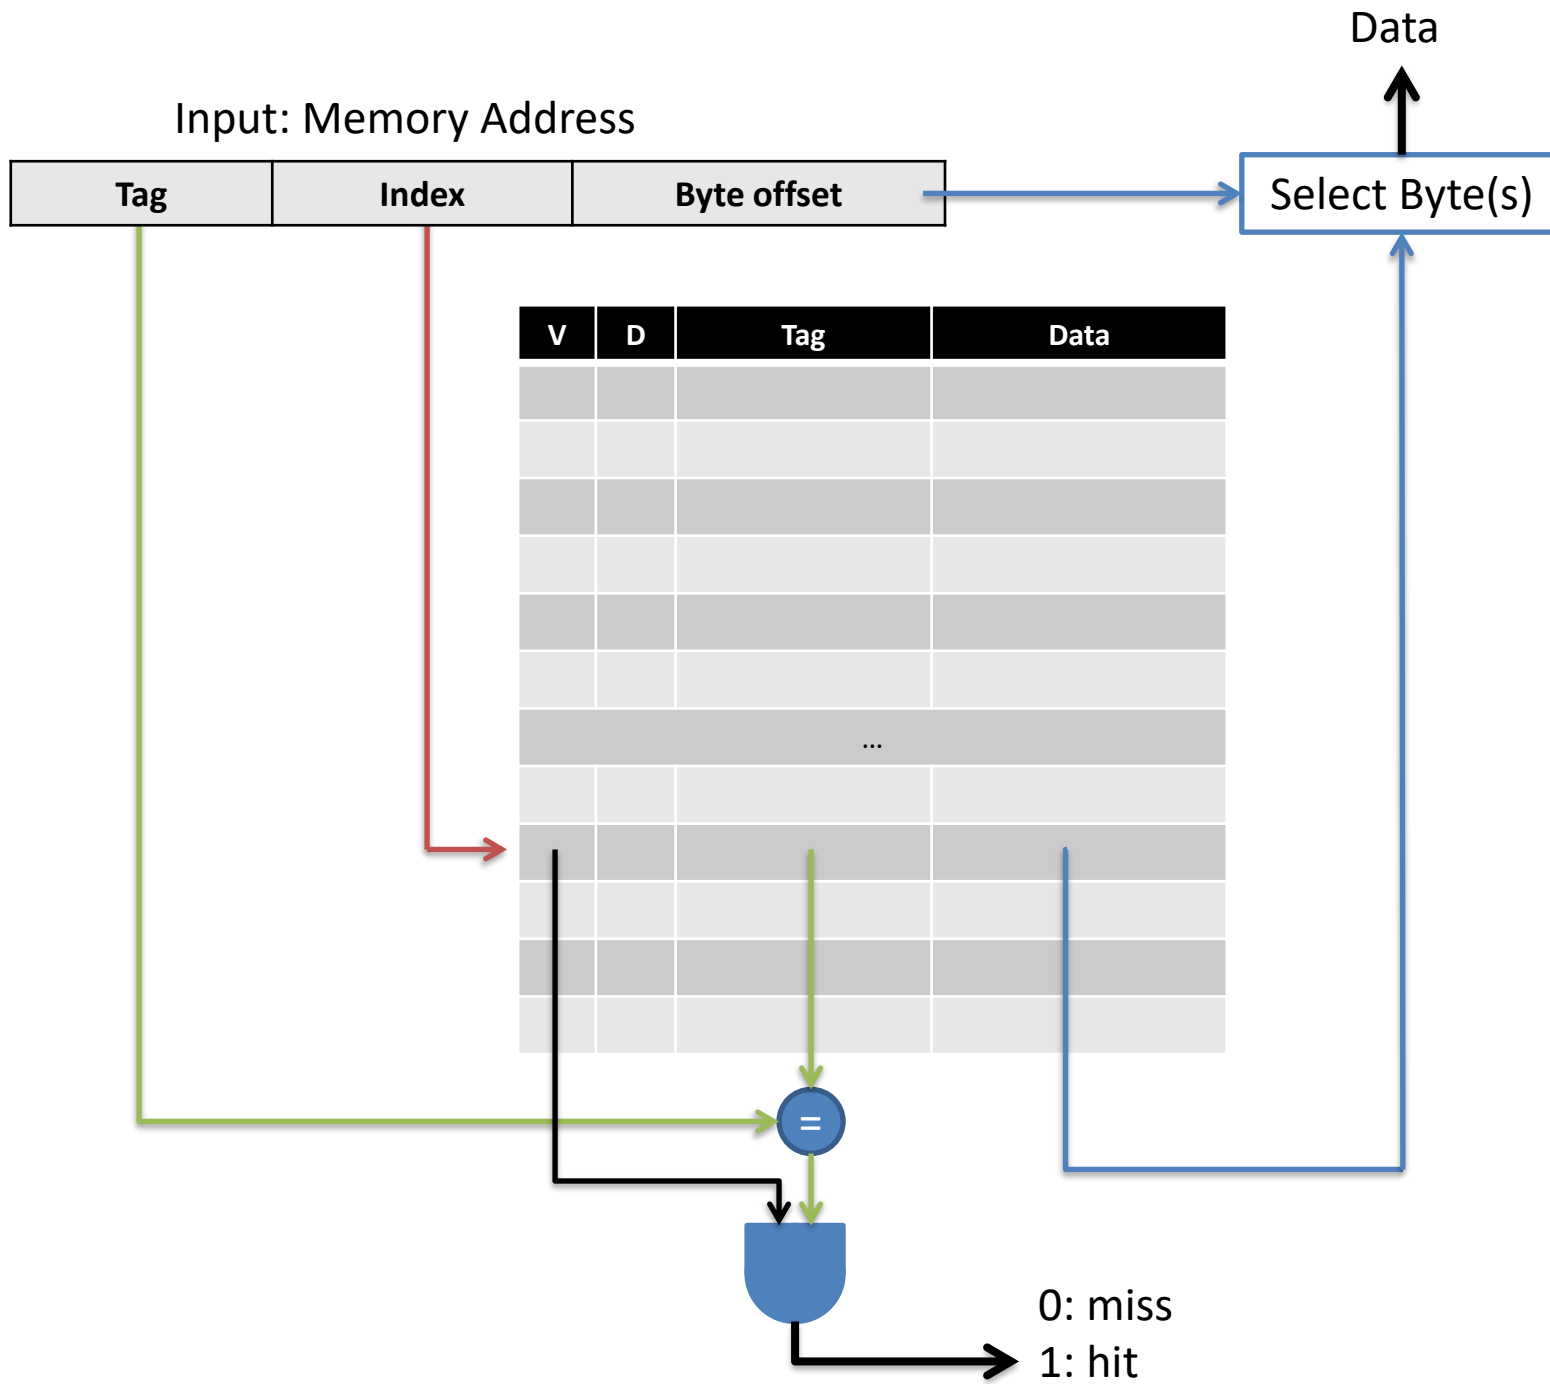 Data
Input: Memory Address
Tag Index Byte offset
Select Byte(s)
V D Tag Data
...
=
0: miss
1: hit